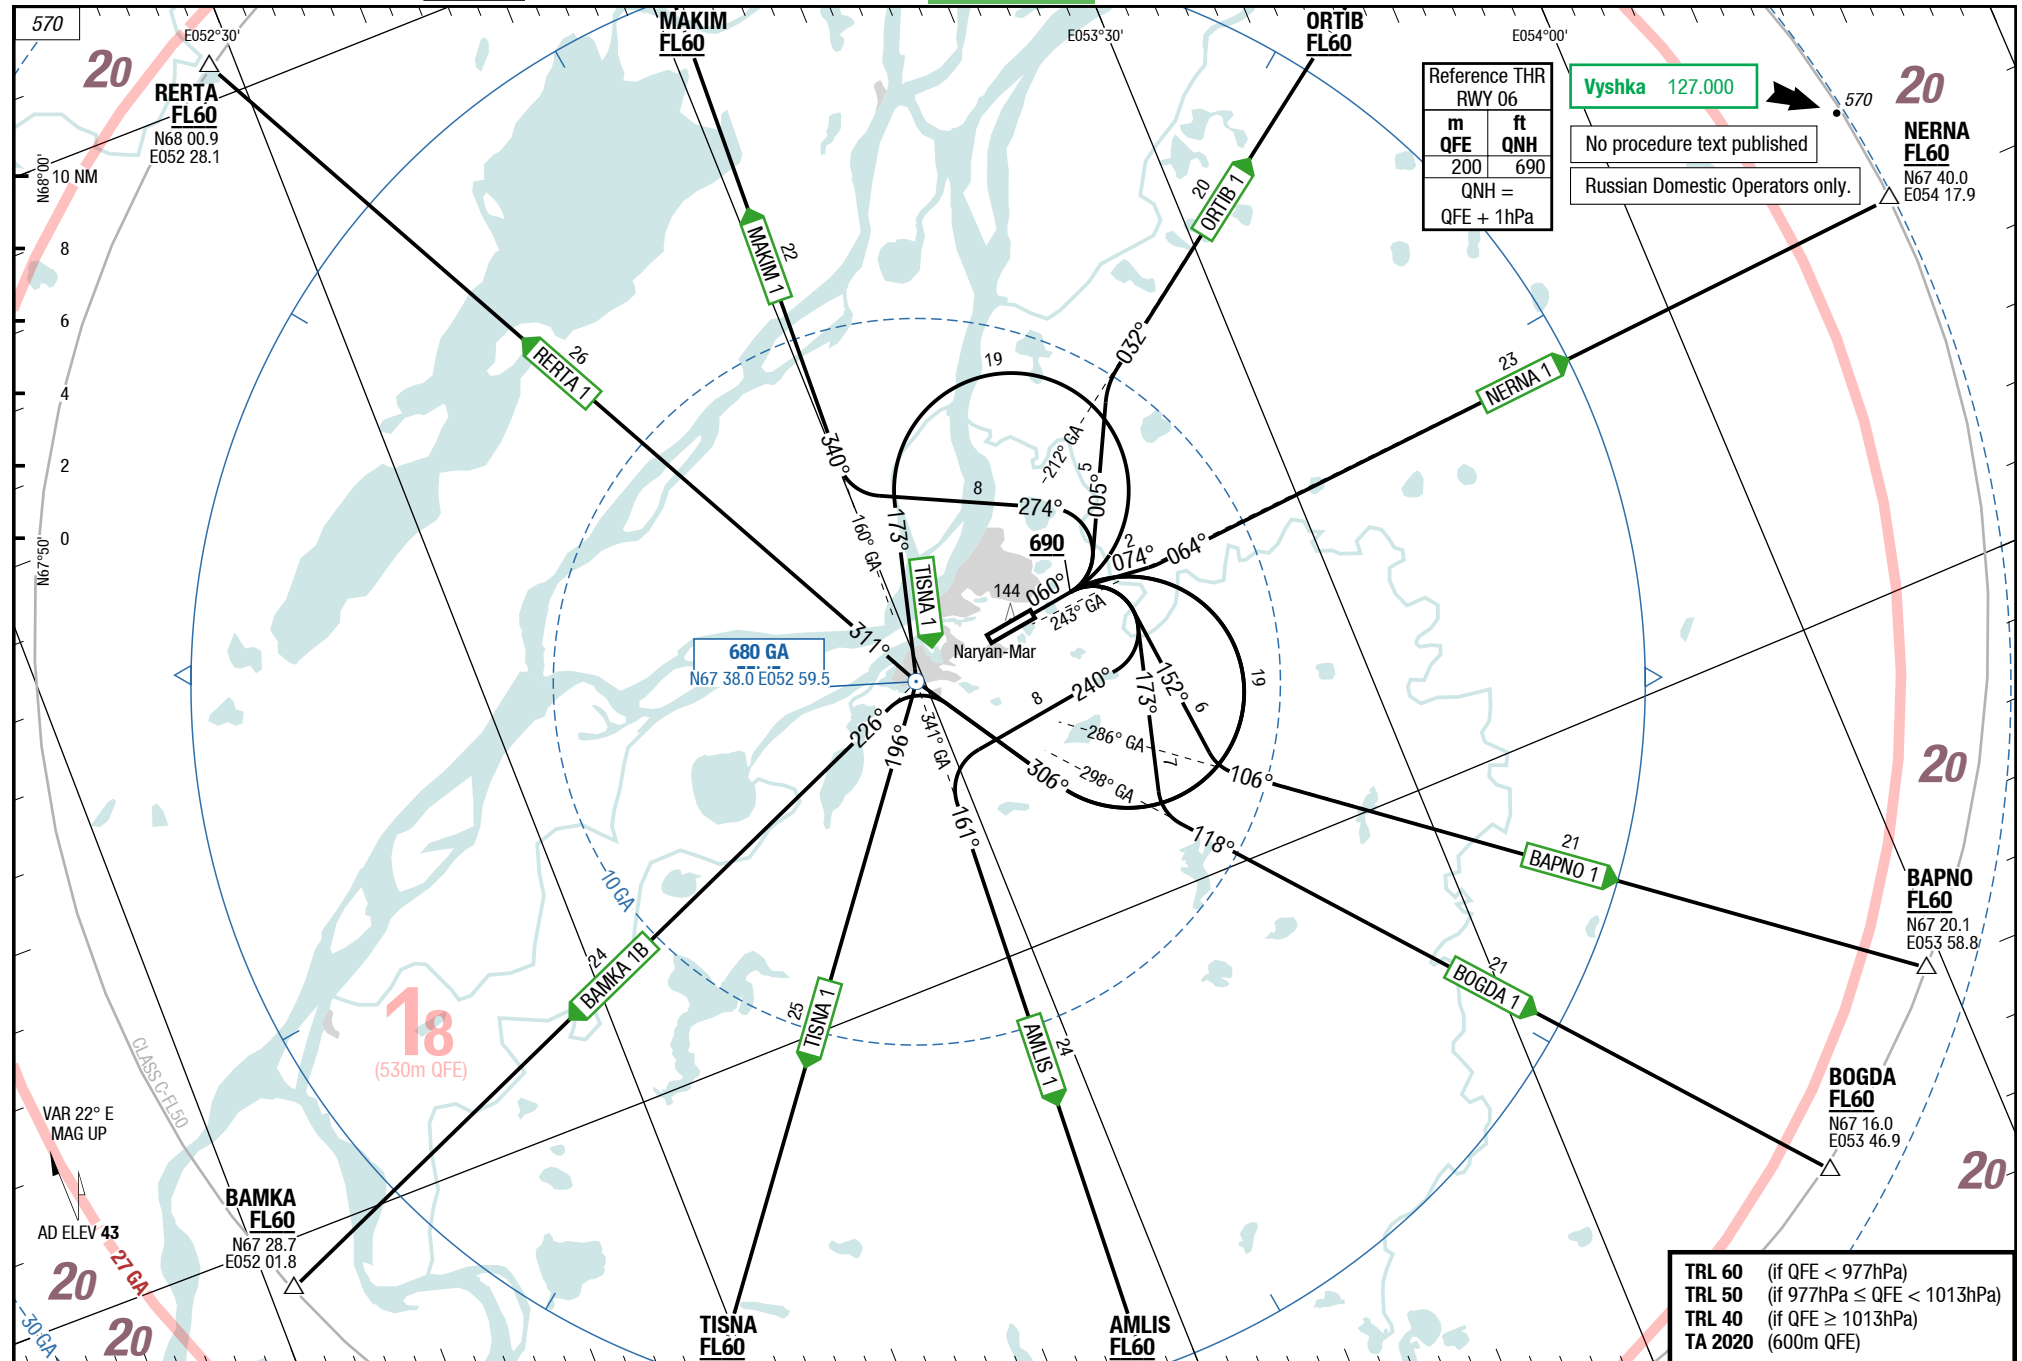 570
E052°30'
MAKIM
FL60
E053°30'
ORTIB
FL60
E054°00'
20
RERTA
FL60
N68 00.9
E052 28.1
Reference THR
RWY 06
m ft
QFE QNH
200 690
QNH =
QFE + 1hPa
Vyshka 127.000
No procedure text published
Russian Domestic Operators only.
570
20
NERNA
FL60
N67 40.0
E054 17.9
N68°00'
10 NM
8
6
4
2
0
N67°50'
20
ORTIB 1
22
MAKIM 1
26
RERTA 1
23
NERNA 1
032°
19
340°
212° GA
5
005°
8
274°
173°
160° GA
690
2
074°
064°
TISNA 1
144
060°
243° GA
Naryan-Mar
311°
680 GA
N67 38.0 E052 59.5
240°
8
152°
173°
6
19
7
226°
196°
341° GA
286° GA
298° GA
306°
106°
161°
118°
20
10 GA
21
BAPNO 1
BAPNO
FL60
N67 20.1
E053 58.8
24
BAMKA 1B
25
TISNA 1
24
AMLIS 1
21
BOGDA 1
18
(530m QFE)
CLASS C-FL50
VAR 22° E
MAG UP
AD ELEV 43
BOGDA
FL60
N67 16.0
E053 46.9
20
BAMKA
FL60
N67 28.7
E052 01.8
27 GA
20
30 GA
20
TISNA
FL60
AMLIS
FL60
TRL 60 (if QFE < 977hPa)
TRL 50 (if 977hPa ≤ QFE < 1013hPa)
TRL 40 (if QFE ≥ 1013hPa)
TA 2020 (600m QFE)